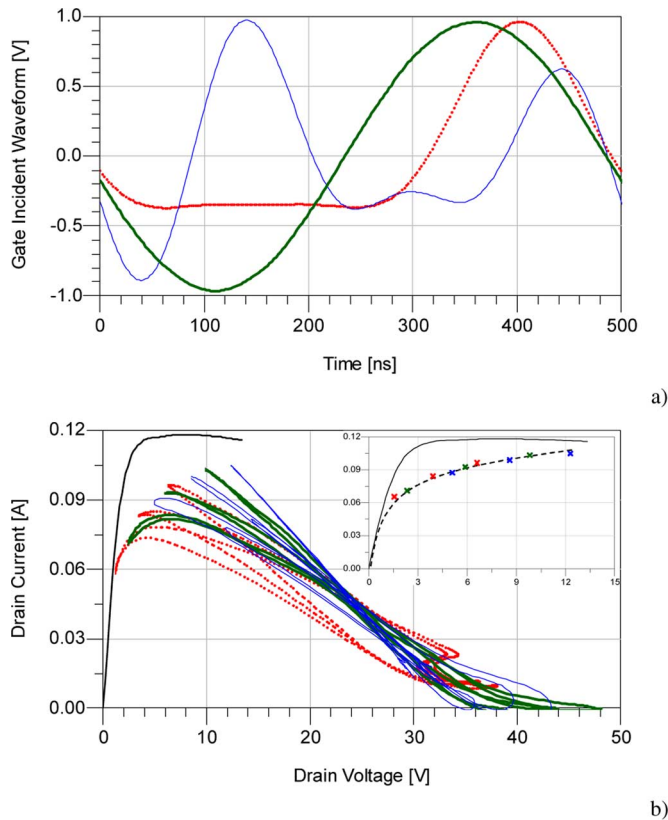 Gate Incident Waveform [V]
1.0
0.5
0.0
-0.5
-1.0
0 100 200 300 400 500
Time [ns]
a)
Drain Current [A]
0.12
0.09
0.06
0.03
0.00
0 10 20 30 40 50
Drain Voltage [V]
0.12
0.09
0.06
0.03
0.00
0 3 6 9 12 15
b)